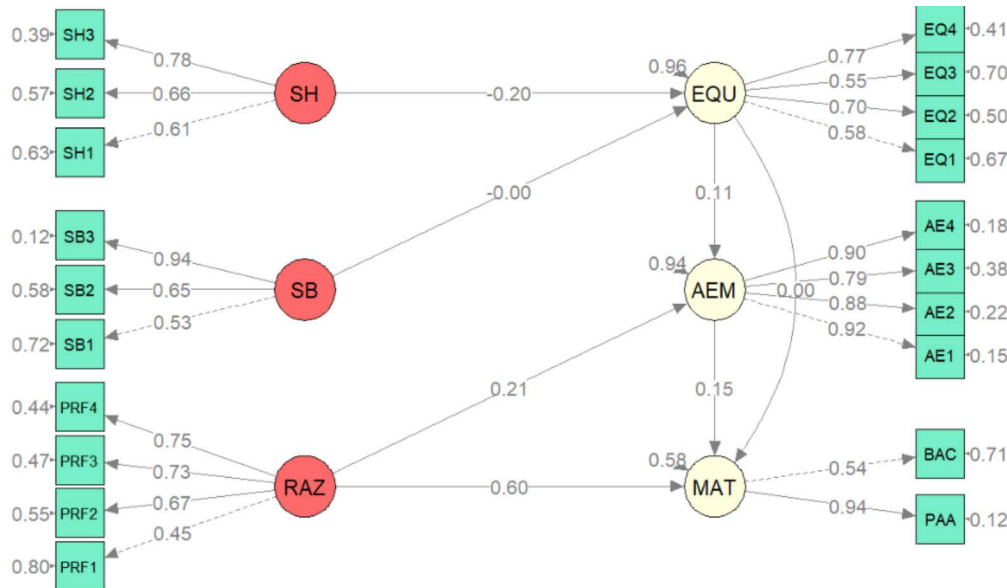 0.39 SH3
0.78
0.57 SH2
0.66
0.63 SH1
0.61
SH
-0.20
0.96
EQU
0.77
EQ4 0.41
0.55
EQ3 0.70
0.70
EQ2 0.50
0.58
EQ1 0.67
-0.00
0.11
0.12 SB3
0.94
0.58 SB2
0.65
0.72 SB1
0.53
SB
0.94
AEM
0.00
0.90
AE4 0.18
0.79
AE3 0.38
0.88
AE2 0.22
0.92
AE1 0.15
0.21
0.15
0.44 PRF4
0.75
0.47 PRF3
0.73
0.55 PRF2
0.67
0.80 PRF1
0.45
RAZ
0.60
0.58
MAT
0.54
BAC 0.71
0.94
PAA 0.12